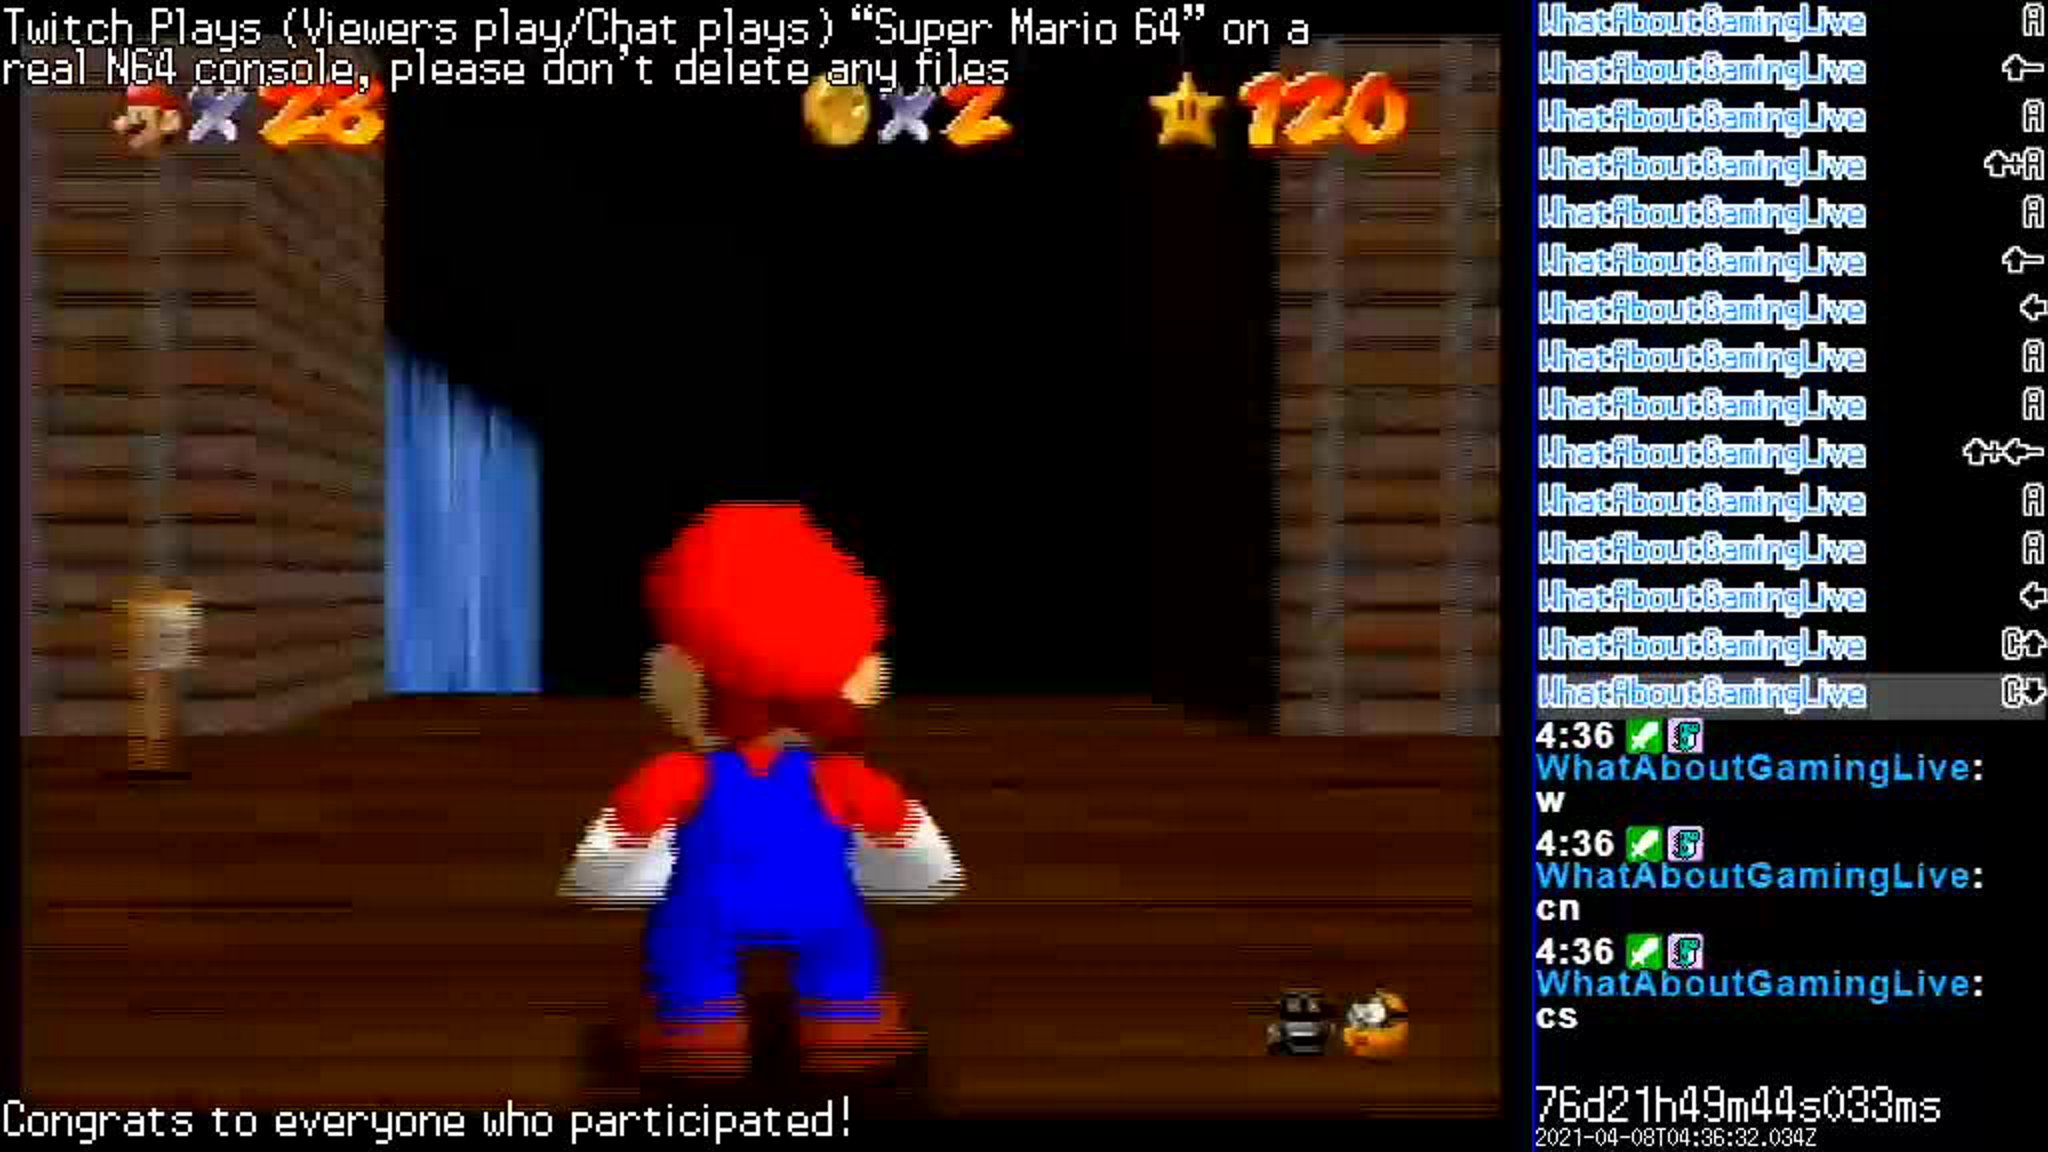 Twitch Plays (Viewers play/Chat plays) “Super Mario 64” on a
real N64 console, please don't delete any files
×28 ×2 120
WhatAboutGamingLive A
WhatAboutGamingLive ↑
WhatAboutGamingLive A
WhatAboutGamingLive ↑+A
WhatAboutGamingLive A
WhatAboutGamingLive ↑
WhatAboutGamingLive ←
WhatAboutGamingLive A
WhatAboutGamingLive A
WhatAboutGamingLive ↑+←
WhatAboutGamingLive A
WhatAboutGamingLive A
WhatAboutGamingLive ←
WhatAboutGamingLive C↑
WhatAboutGamingLive C↓
4:36
WhatAboutGamingLive:
w
4:36
WhatAboutGamingLive:
cn
4:36
WhatAboutGamingLive:
cs
76d21h49m44s033ms
2021-04-08T04:36:32.034Z
Congrats to everyone who participated!